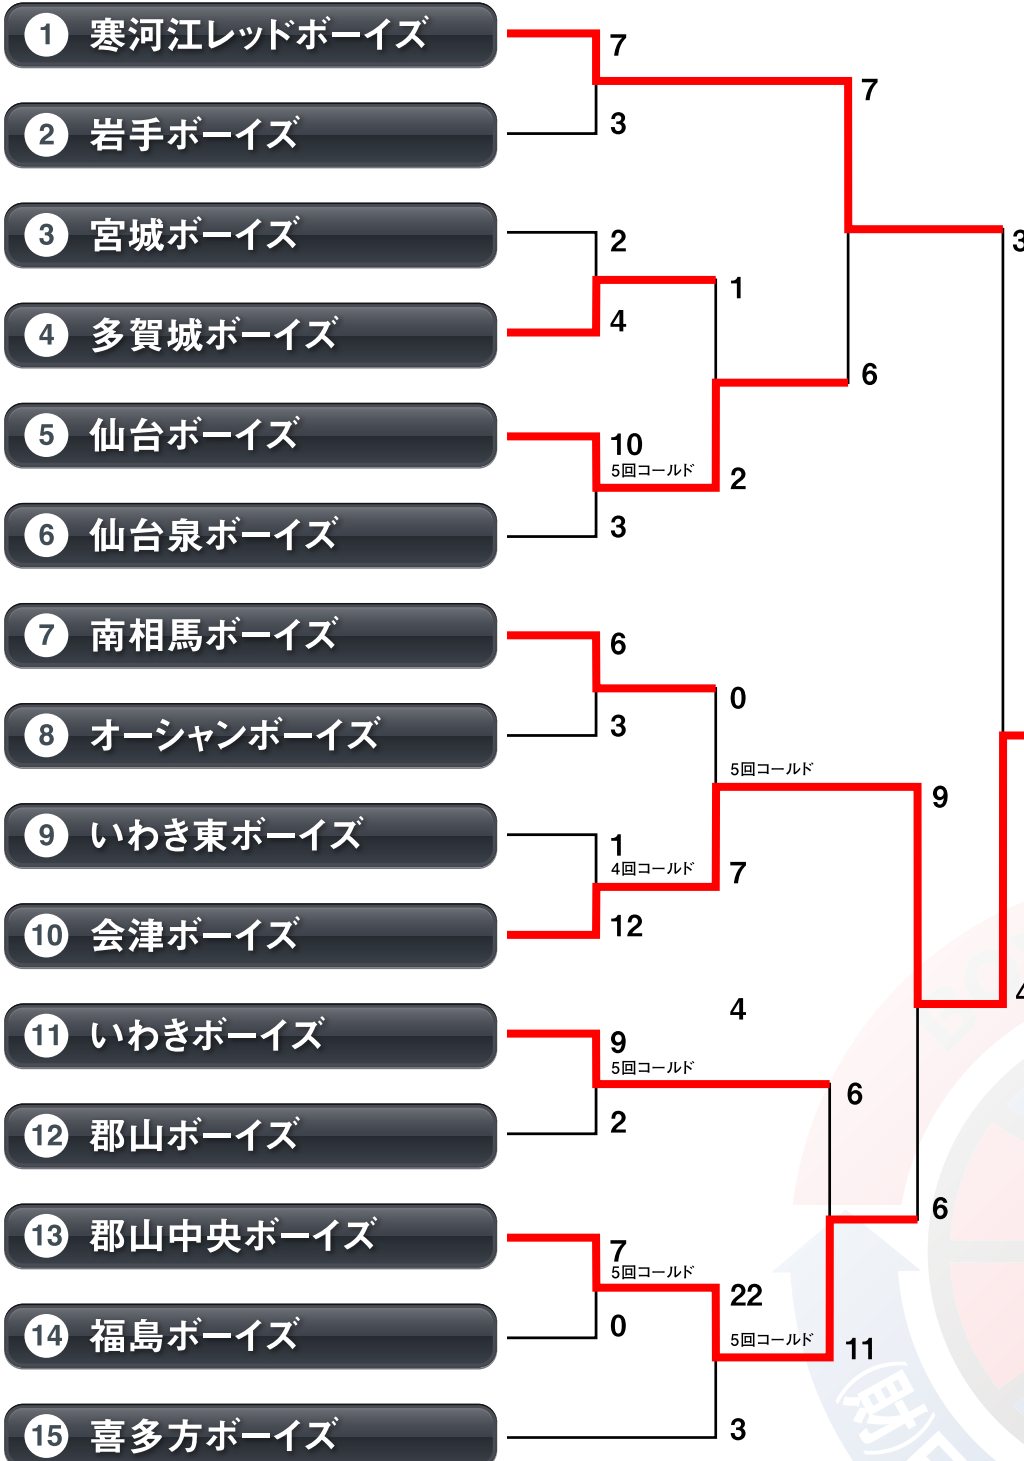 1 寒河江レッドボーイズ
7
7
2 岩手ボーイズ
3
3 宮城ボーイズ
2
3
1
4 多賀城ボーイズ
4
6
5 仙台ボーイズ
10
5回コールド
2
6 仙台泉ボーイズ
3
7 南相馬ボーイズ
6
0
8 オーシャンボーイズ
3
5回コールド
9
9 いわき東ボーイズ
1
4回コールド
7
10 会津ボーイズ
12
4
4
11 いわきボーイズ
9
5回コールド
6
12 郡山ボーイズ
2
6
13 郡山中央ボーイズ
7
5回コールド
22
14 福島ボーイズ
0
5回コールド
11
15 喜多方ボーイズ
3
(財